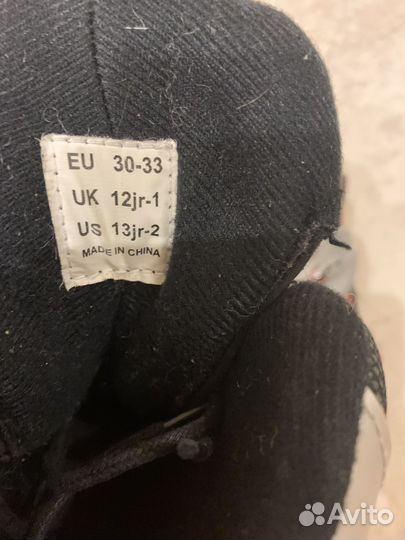 EU 30-33
UK 12jr-1
US 13jr-2
MADE IN CHINA
Avito